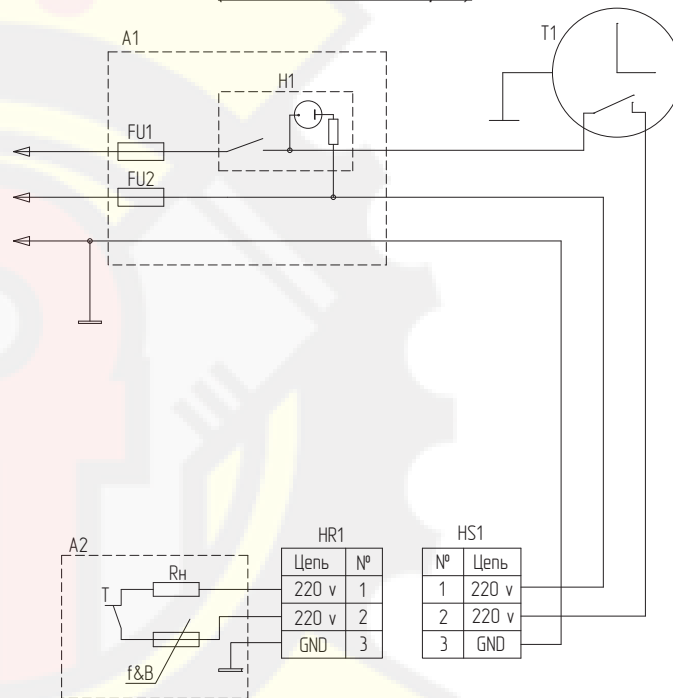 A1
H1
T1
FU1
FU2
A2
Rн
T
f&B
HR1
Цепь №
220 v 1
220 v 2
GND 3
HS1
№ Цепь
1 220 v
2 220 v
3 GND